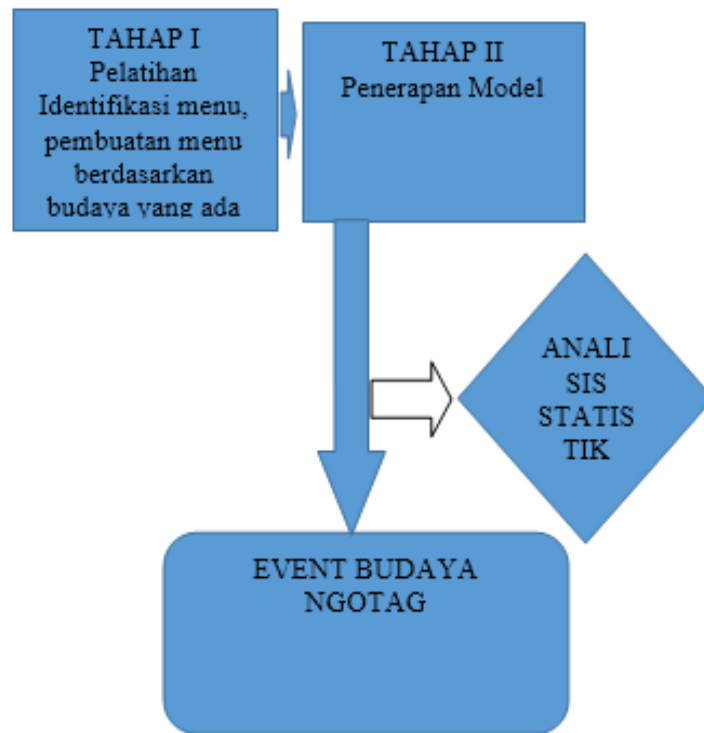 TAHAP I
Pelatihan
Identifikasi menu,
pembuatan menu
berdasarkan
budaya yang ada
TAHAP II
Penerapan Model
ANALI
SIS
STATIS
TIK
EVENT BUDAYA
NGOTAG